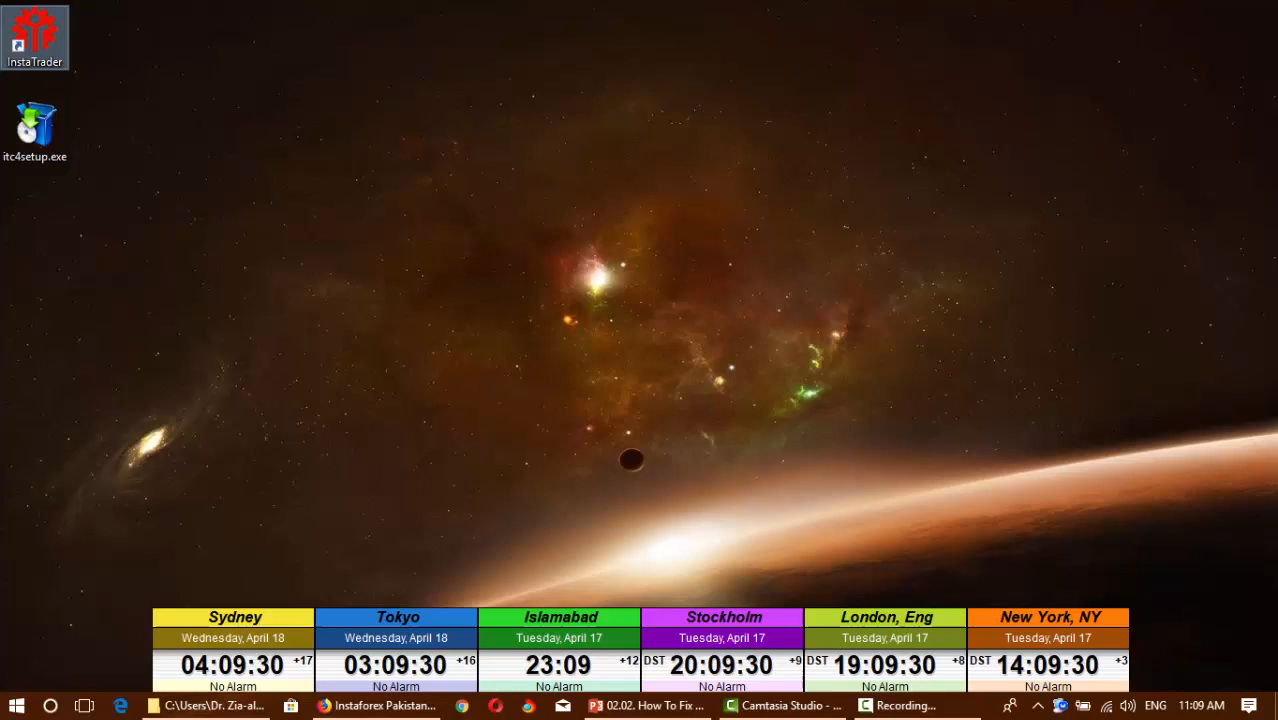 InstaTrader
itc4setup.exe
Sydney
Wednesday, April 18
04:09:30 +17
No Alarm
Tokyo
Wednesday, April 18
03:09:30 +16
No Alarm
Islamabad
Tuesday, April 17
23:09 +12
No Alarm
Stockholm
Tuesday, April 17
DST 20:09:30 +9
No Alarm
London, Eng
Tuesday, April 17
DST 19:09:30 +8
No Alarm
New York, NY
Tuesday, April 17
DST 14:09:30 +3
No Alarm
C:\Users\Dr. Zia-al...
Instaforex Pakistan...
02.02. How To Fix ...
Camtasia Studio - ...
Recording...
ENG
11:09 AM